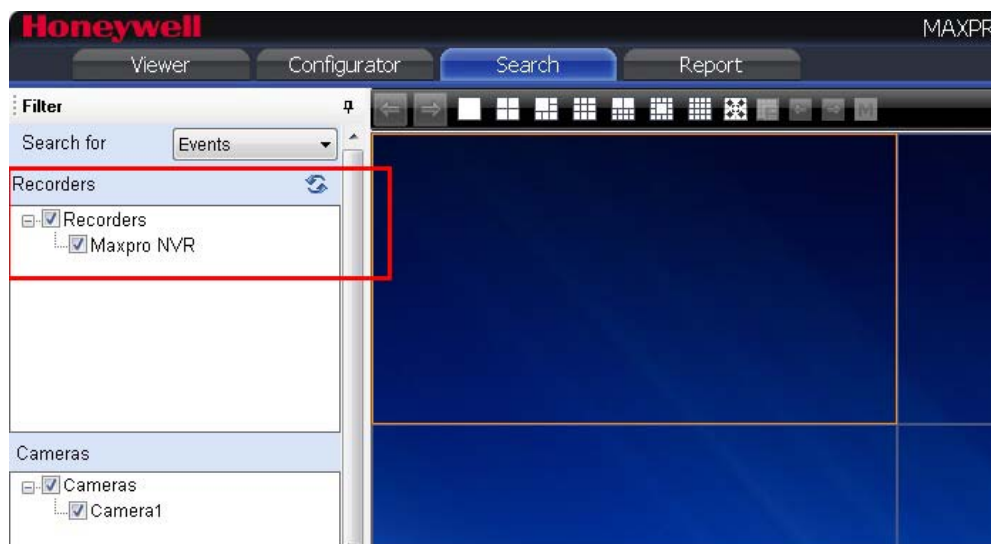 Honeywell
MAXPR
Viewer Configurator Search Report
Filter
Search for Events
Recorders
Recorders
Maxpro NVR
Cameras
Cameras
Camera1